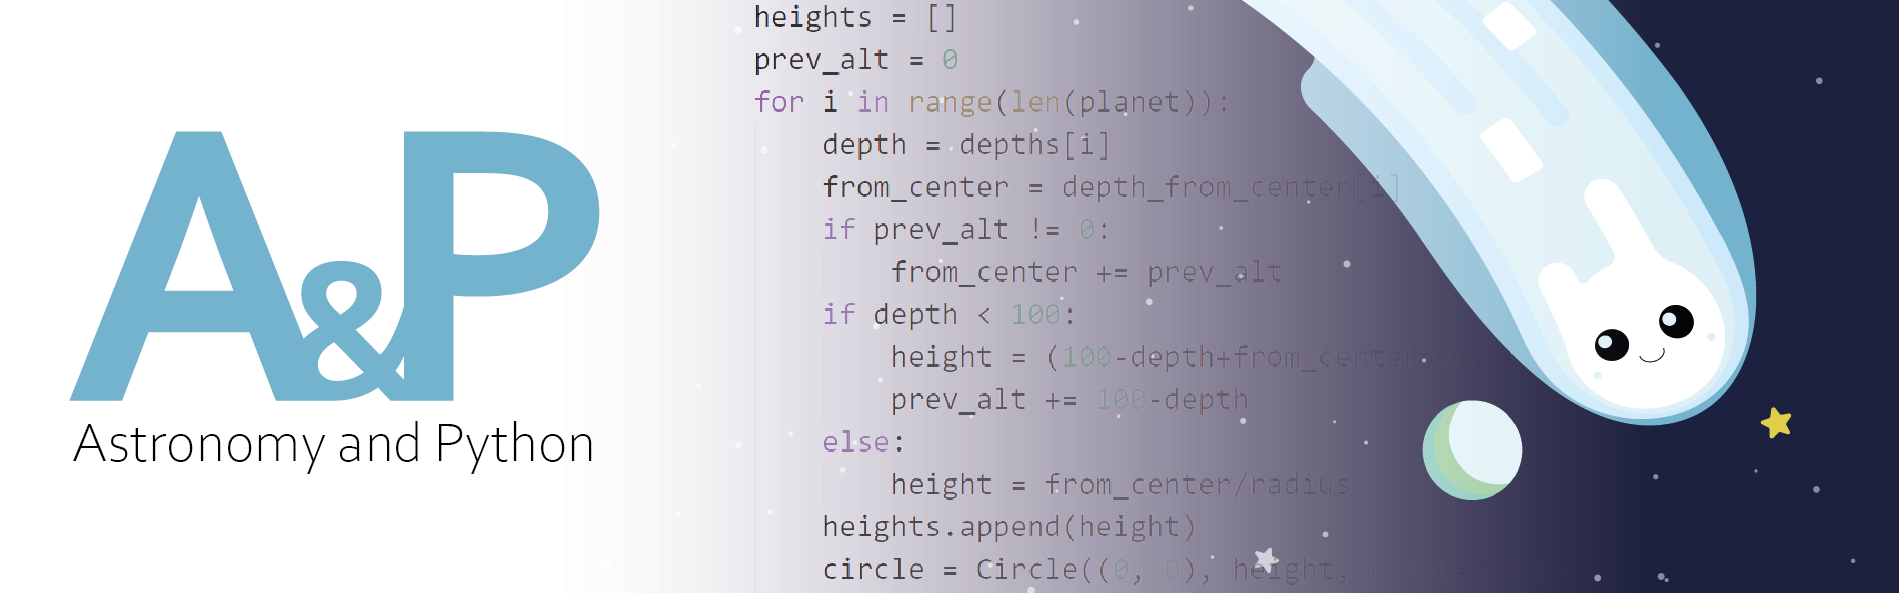 A&P
Astronomy and Python
heights = []
prev_alt = 0
for i in range(len(planet)):
    depth = depths[i]
    from_center = depth_from_center[i]
    if prev_alt != 0:
        from_center += prev_alt
    if depth < 100:
        height = (100-depth+from_center)
        prev_alt += 100-depth
    else:
        height = from_center/radius
    heights.append(height)
    circle = Circle((0, 0), height,